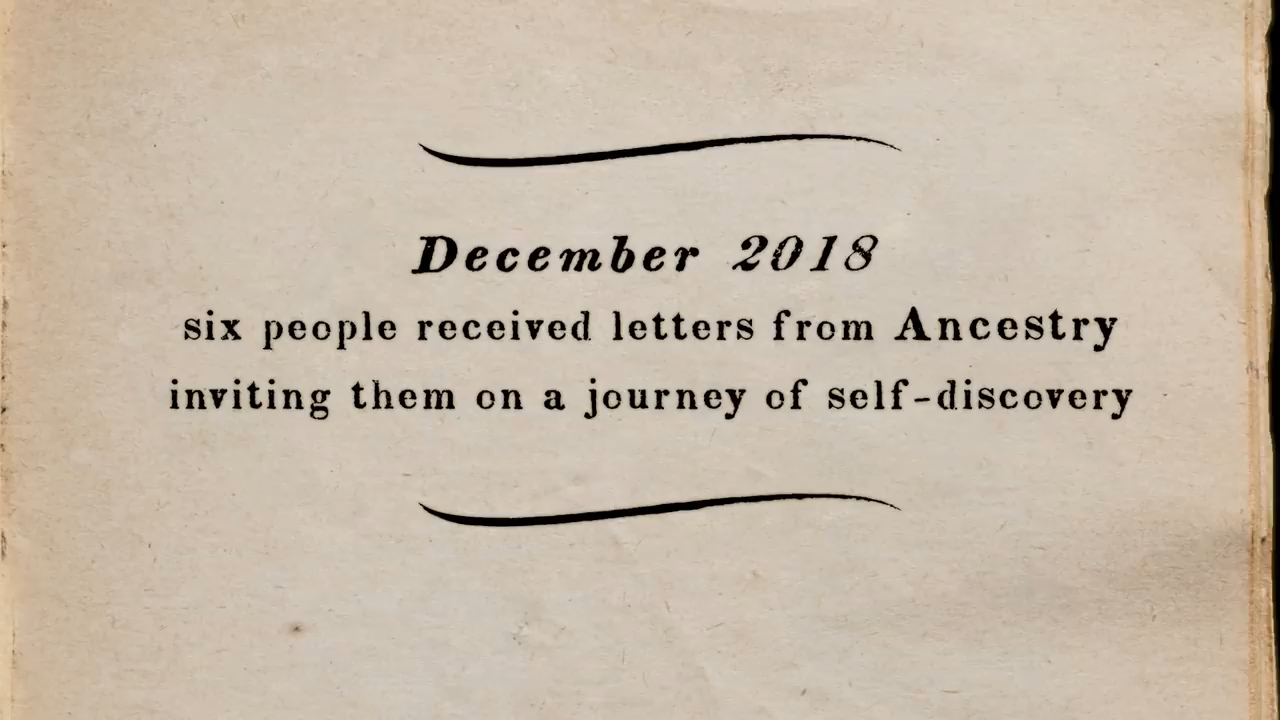 December 2018
six people received letters from Ancestry
inviting them on a journey of self-discovery